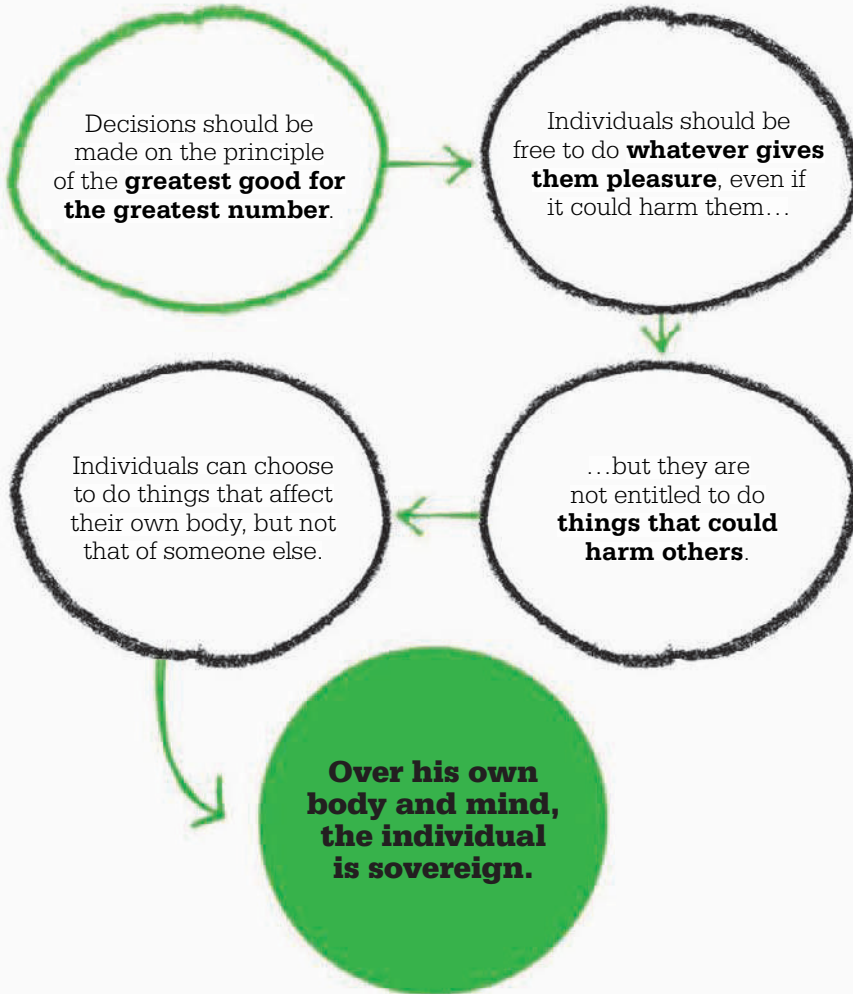 Decisions should be
made on the principle
of the greatest good for
the greatest number.
Individuals should be
free to do whatever gives
them pleasure, even if
it could harm them…
…but they are
not entitled to do
things that could
harm others.
Individuals can choose
to do things that affect
their own body, but not
that of someone else.
Over his own
body and mind,
the individual
is sovereign.